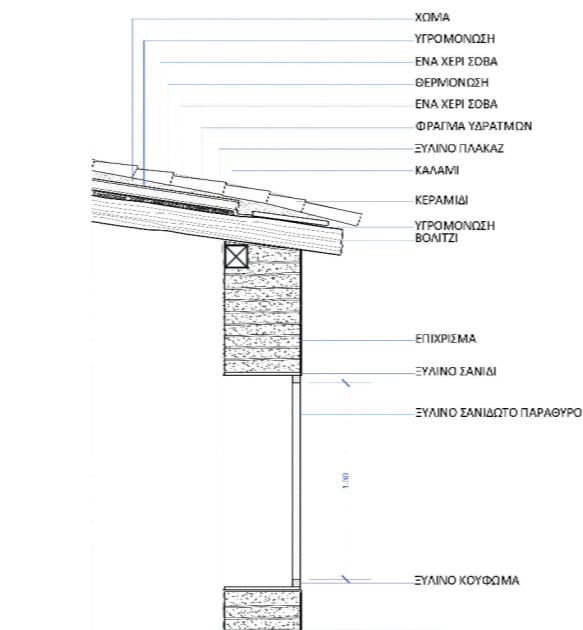 ΧΩΜΑ
ΥΓΡΟΜΟΝΩΣΗ
ΕΝΑ ΧΕΡΙ ΣΟΒΑ
ΘΕΡΜΟΝΩΣΗ
ΕΝΑ ΧΕΡΙ ΣΟΒΑ
ΦΡΑΓΜΑ ΥΔΡΑΤΜΩΝ
ΞΥΛΙΝΟ ΠΛΑΚΑΖ
ΚΑΛΑΜΙ
ΚΕΡΑΜΙΔΙ
ΥΓΡΟΜΟΝΩΣΗ
ΒΟΛΙΤΖΙ
ΕΠΙΧΡΙΣΜΑ
ΞΥΛΙΝΟ ΣΑΝΙΔΙ
ΞΥΛΙΝΟ ΣΑΝΙΔΩΤΟ ΠΑΡΑΘΥΡΟ
1.30
ΞΥΛΙΝΟ ΚΟΥΦΩΜΑ